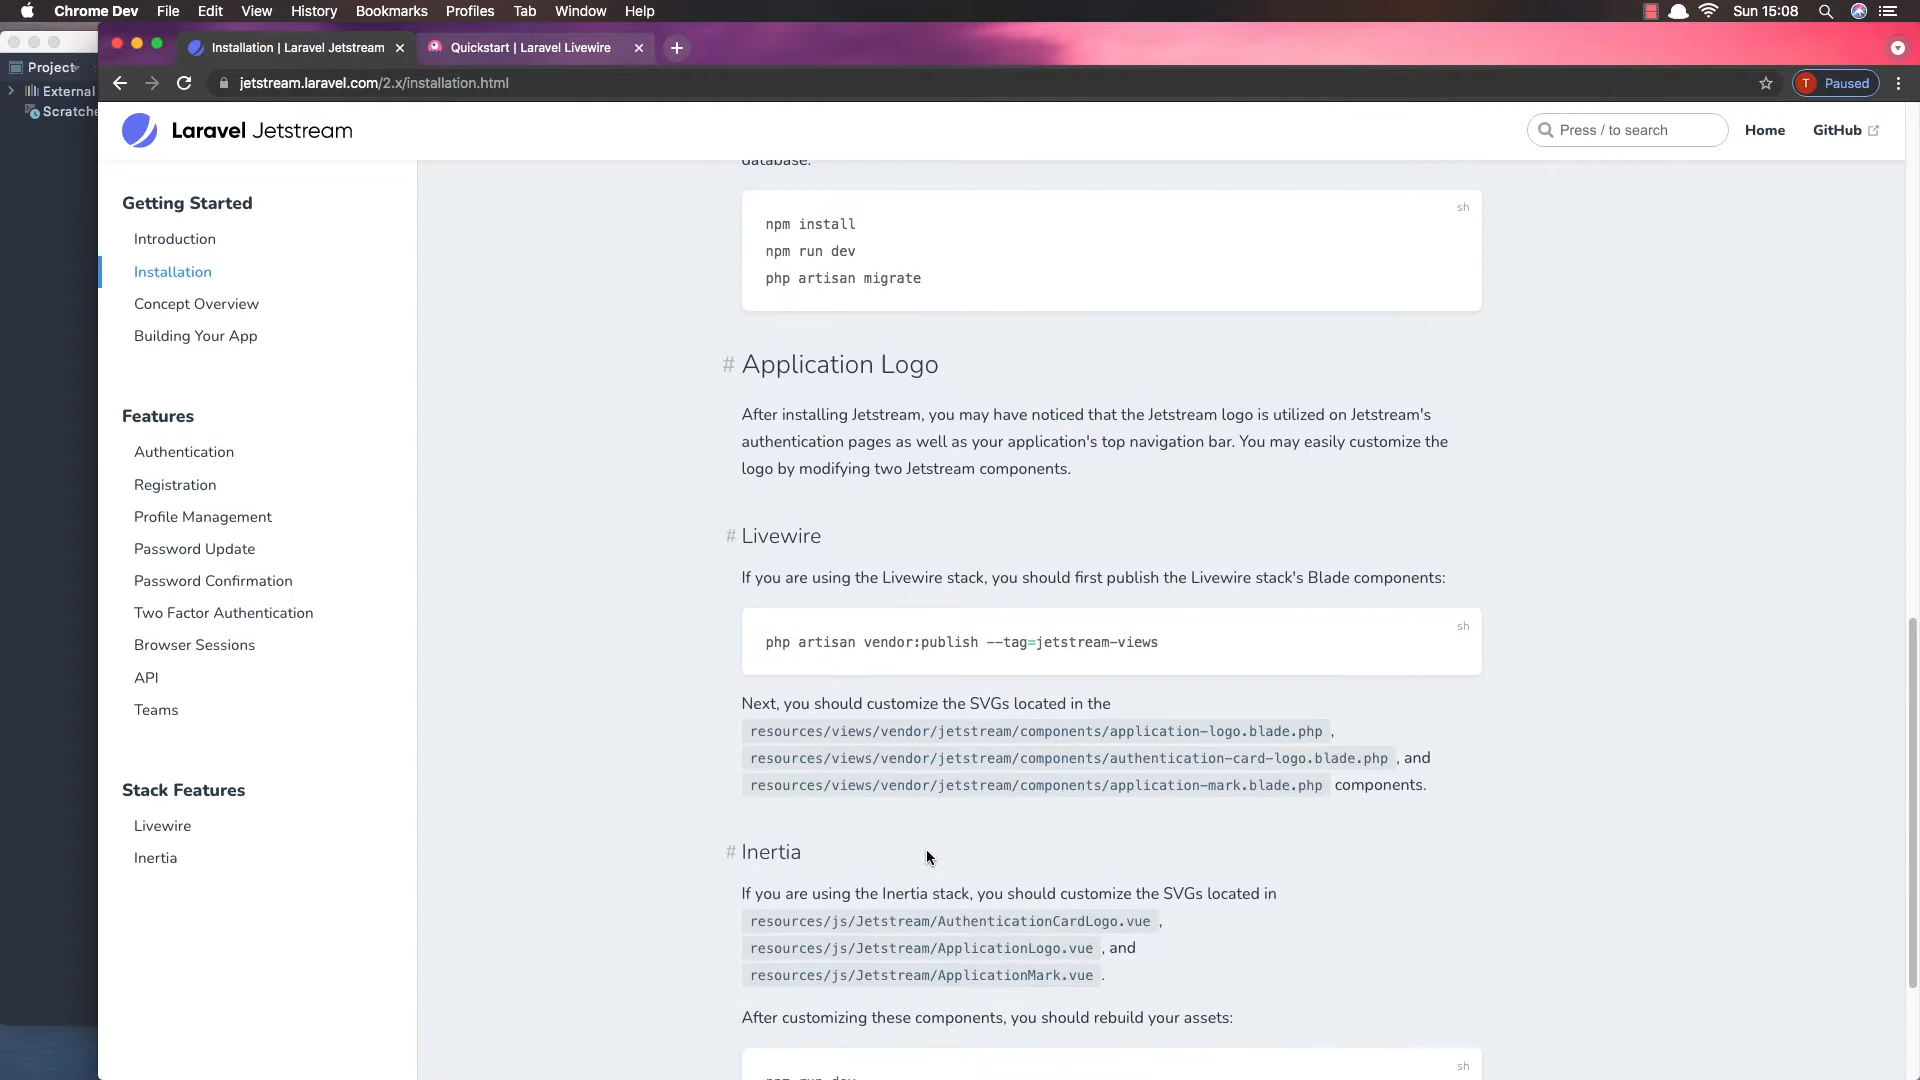 Chrome Dev File Edit View History Bookmarks Profiles Tab Window Help Sun 15:08
Installation | Laravel Jetstream Quickstart | Laravel Livewire
jetstream.laravel.com/2.x/installation.html T Paused
Project
External
Scratche
Laravel Jetstream Press / to search Home GitHub
Getting Started
Introduction
Installation
Concept Overview
Building Your App
Features
Authentication
Registration
Profile Management
Password Update
Password Confirmation
Two Factor Authentication
Browser Sessions
API
Teams
Stack Features
Livewire
Inertia
database.
sh
npm install
npm run dev
php artisan migrate
# Application Logo
After installing Jetstream, you may have noticed that the Jetstream logo is utilized on Jetstream's
authentication pages as well as your application's top navigation bar. You may easily customize the
logo by modifying two Jetstream components.
# Livewire
If you are using the Livewire stack, you should first publish the Livewire stack's Blade components:
sh
php artisan vendor:publish --tag=jetstream-views
Next, you should customize the SVGs located in the
resources/views/vendor/jetstream/components/application-logo.blade.php ,
resources/views/vendor/jetstream/components/authentication-card-logo.blade.php , and
resources/views/vendor/jetstream/components/application-mark.blade.php components.
# Inertia
If you are using the Inertia stack, you should customize the SVGs located in
resources/js/Jetstream/AuthenticationCardLogo.vue ,
resources/js/Jetstream/ApplicationLogo.vue , and
resources/js/Jetstream/ApplicationMark.vue .
After customizing these components, you should rebuild your assets:
sh
npm run dev